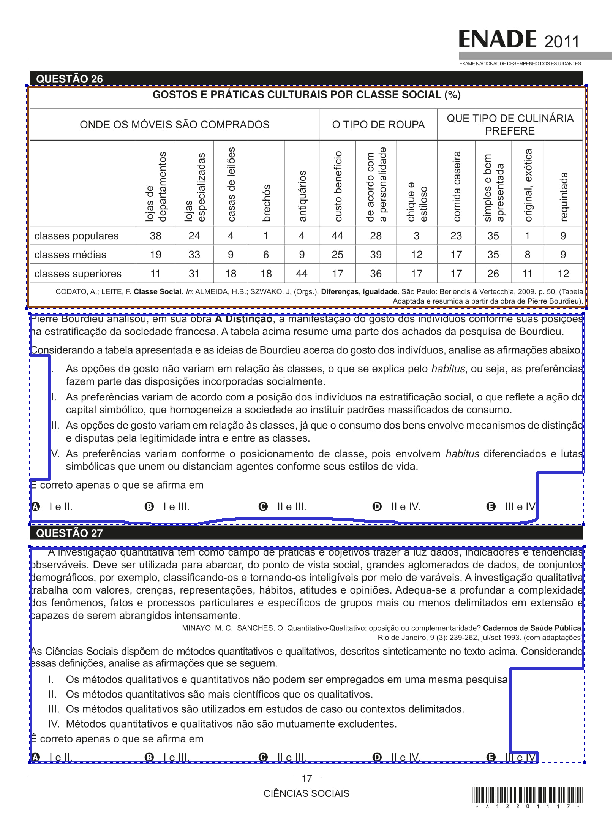 ENADE 2011
EXAME NACIONAL DE DESEMPENHO DOS ESTUDANTES
QUESTÃO 26
GOSTOS E PRÁTICAS CULTURAIS POR CLASSE SOCIAL (%)
ONDE OS MÓVEIS SÃO COMPRADOS O TIPO DE ROUPA QUE TIPO DE CULINÁRIA PREFERE
lojas de departamentos lojas especializadas casas de leilões brechós antiquários custo benefício de acordo com a personalidade chique e estiloso comida caseira simples e bem apresentada original, exótica requintada
classes populares 38 24 4 1 4 44 28 3 23 35 1 9
classes médias 19 33 9 6 9 25 39 12 17 35 8 9
classes superiores 11 31 18 18 44 17 36 17 17 26 11 12
CODATO, A.; LEITE, F. Classe Social. In: ALMEIDA, H.B.; SZWAKO, J. (Orgs.). Diferenças, Igualdade. São Paulo: Berlendis & Vertecchia, 2009, p. 50. (Tabela
Adaptada e resumida a partir da obra de Pierre Bourdieu).
Pierre Bourdieu analisou, em sua obra A Distinção, a manifestação do gosto dos indivíduos conforme suas posições
na estratificação da sociedade francesa. A tabela acima resume uma parte dos achados da pesquisa de Bourdieu.
Considerando a tabela apresentada e as ideias de Bourdieu acerca do gosto dos indivíduos, analise as afirmações abaixo.
I. As opções de gosto não variam em relação às classes, o que se explica pelo habitus, ou seja, as preferências
fazem parte das disposições incorporadas socialmente.
II. As preferências variam de acordo com a posição dos indivíduos na estratificação social, o que reflete a ação do
capital simbólico, que homogeneiza a sociedade ao instituir padrões massificados de consumo.
III. As opções de gosto variam em relação às classes, já que o consumo dos bens envolve mecanismos de distinção
e disputas pela legitimidade intra e entre as classes.
IV. As preferências variam conforme o posicionamento de classe, pois envolvem habitus diferenciados e lutas
simbólicas que unem ou distanciam agentes conforme seus estilos de vida.
É correto apenas o que se afirma em
A I e II. B I e III. C II e III. D II e IV. E III e IV.
QUESTÃO 27
A investigação quantitativa tem como campo de práticas e objetivos trazer à luz dados, indicadores e tendências
observáveis. Deve ser utilizada para abarcar, do ponto de vista social, grandes aglomerados de dados, de conjuntos
demográficos, por exemplo, classificando-os e tornando-os inteligíveis por meio de variáveis. A investigação qualitativa
trabalha com valores, crenças, representações, hábitos, atitudes e opiniões. Adequa-se a profundar a complexidade
dos fenômenos, fatos e processos particulares e específicos de grupos mais ou menos delimitados em extensão e
capazes de serem abrangidos intensamente.
MINAYO, M. C.; SANCHES, O. Quantitativo-Qualitativo: oposição ou complementaridade? Cadernos de Saúde Pública,
Rio de Janeiro, 9 (3): 239-262, jul/set 1993. (com adaptações).
As Ciências Sociais dispõem de métodos quantitativos e qualitativos, descritos sinteticamente no texto acima. Considerando
essas definições, analise as afirmações que se seguem.
I. Os métodos qualitativos e quantitativos não podem ser empregados em uma mesma pesquisa.
II. Os métodos quantitativos são mais científicos que os qualitativos.
III. Os métodos qualitativos são utilizados em estudos de caso ou contextos delimitados.
IV. Métodos quantitativos e qualitativos não são mutuamente excludentes.
É correto apenas o que se afirma em
A I e II. B I e III. C II e III. D II e IV. E III e IV.
17
CIÊNCIAS SOCIAIS